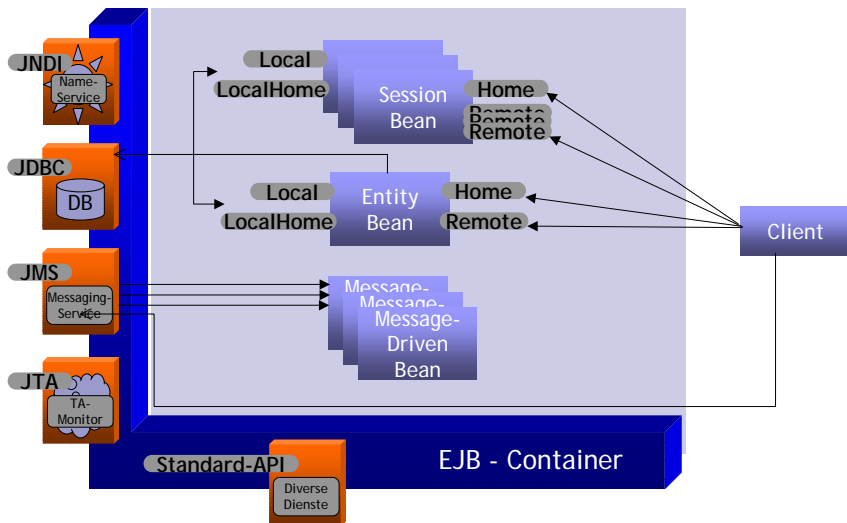 JNDI
Name-
Service
JDBC
DB
JMS
Messaging-
Service
JTA
TA-
Monitor
Local
LocalHome
Session
Bean
Home
Remote
Remote
Remote
Local
LocalHome
Entity
Bean
Home
Remote
Client
Message-
Message-
Message-
Driven
Bean
Standard-API
Diverse
Dienste
EJB - Container